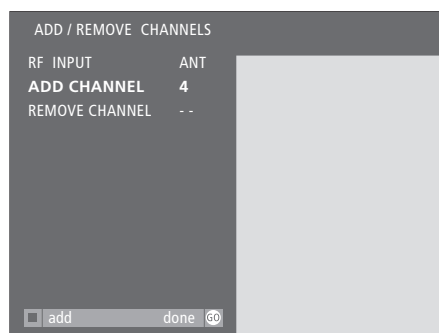 ADD / REMOVE CHANNELS
RF INPUT ANT
ADD CHANNEL 4
REMOVE CHANNEL - -
add done GO